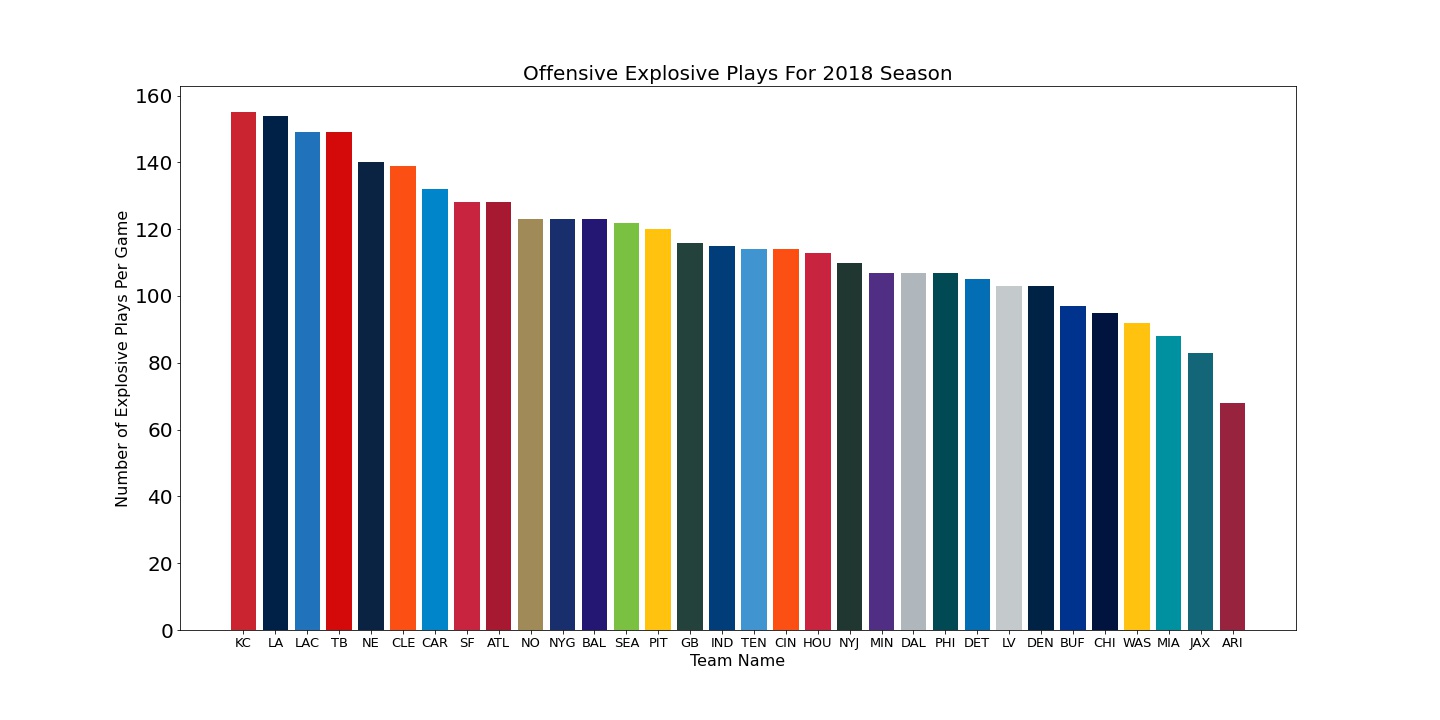 Offensive Explosive Plays For 2018 Season
160
140
120
100
80
60
40
20
0
Number of Explosive Plays Per Game
KC LA LAC TB NE CLE CAR SF ATL NO NYG BAL SEA PIT GB IND TEN CIN HOU NYJ MIN DAL PHI DET LV DEN BUF CHI WAS MIA JAX ARI
Team Name